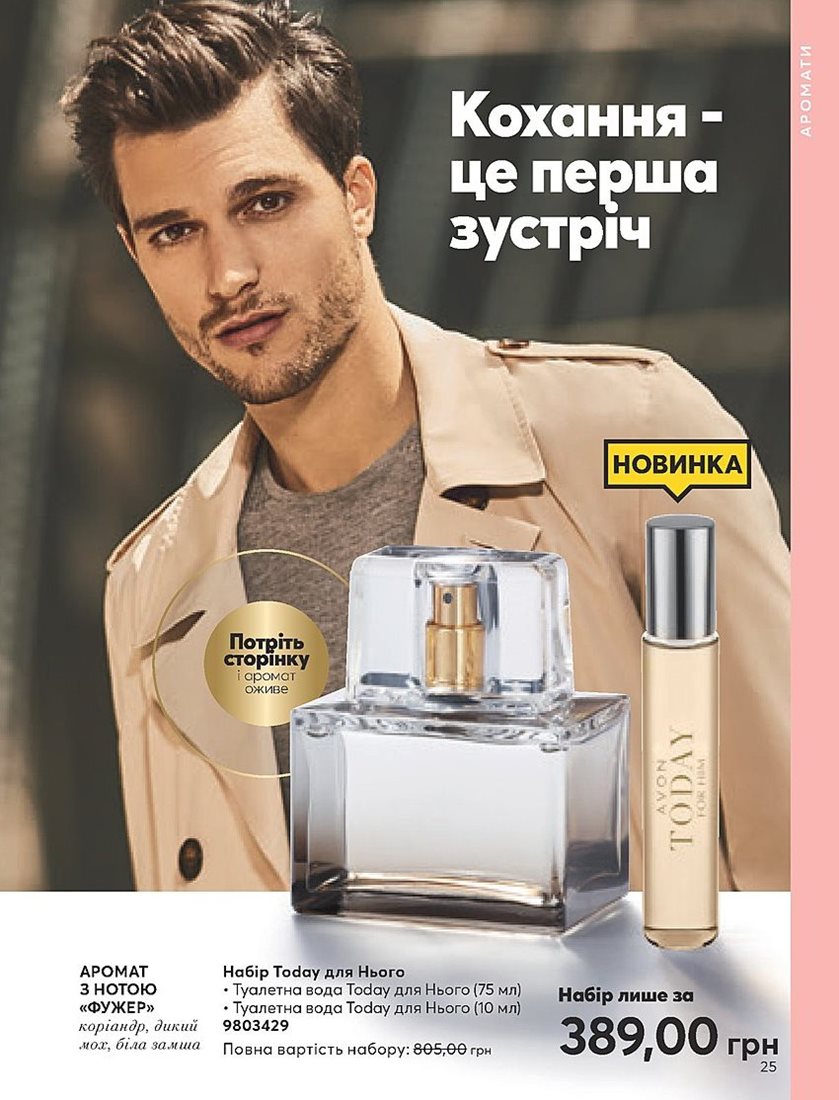 АРОМАТИ
Кохання -
це перша
зустріч
НОВИНКА
Потріть
сторінку
і аромат
оживе
AVON
TODAY
FOR HIM
АРОМАТ
З НОТОЮ
«ФУЖЕР»
коріандр, дикий
мох, біла замша
Набір Today для Нього
• Туалетна вода Today для Нього (75 мл)
• Туалетна вода Today для Нього (10 мл)
9803429
Повна вартість набору: 805,00 грн
Набір лише за
389,00 грн
25